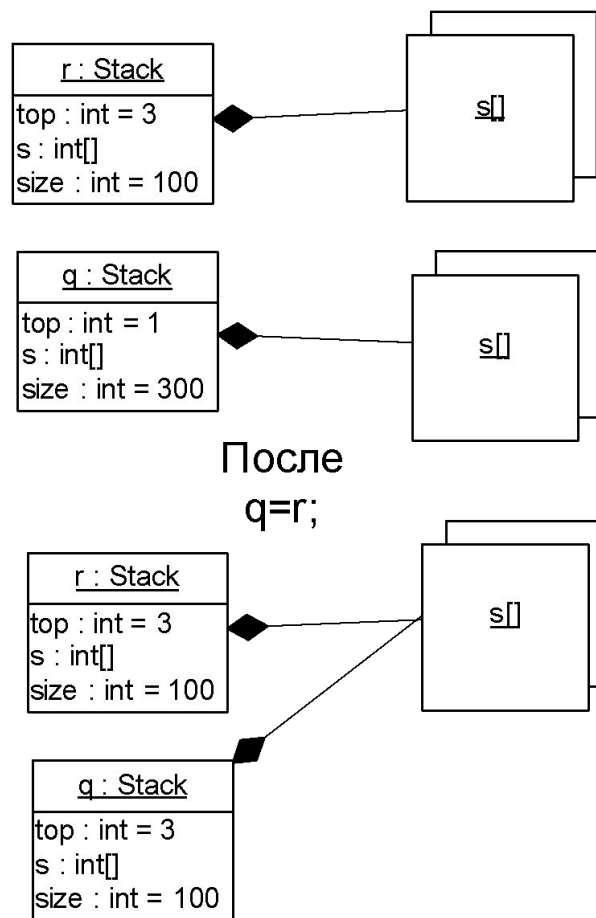 r : Stack
top : int = 3
s : int[]
size : int = 100
s[]
q : Stack
top : int = 1
s : int[]
size : int = 300
s[]
После
q=r;
r : Stack
top : int = 3
s : int[]
size : int = 100
s[]
q : Stack
top : int = 3
s : int[]
size : int = 100